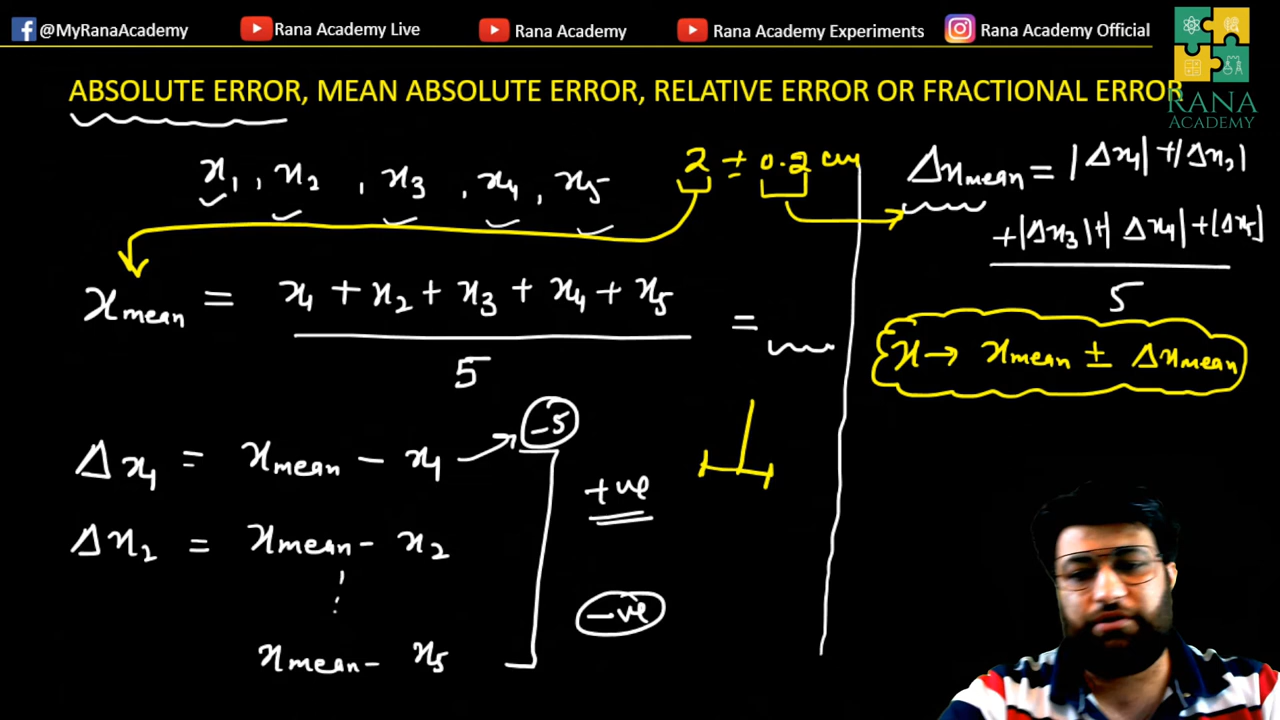 @MyRanaAcademy Rana Academy Live Rana Academy Rana Academy Experiments Rana Academy Official
ABSOLUTE ERROR, MEAN ABSOLUTE ERROR, RELATIVE ERROR OR FRACTIONAL ERROR
RANA
ACADEMY
x₁, x₂, x₃, x₄, x₅
2 ± 0.2 cm
xmean = x₁ + x₂ + x₃ + x₄ + x₅
5
=
Δx₁ = xmean - x₁ → -5
Δx₂ = xmean - x₂
xmean - x₅
+ve
-ve
Δxmean = |Δx₁| + |Δx₂|
+ |Δx₃| + |Δx₄| + |Δx₅|
5
x → xmean ± Δxmean